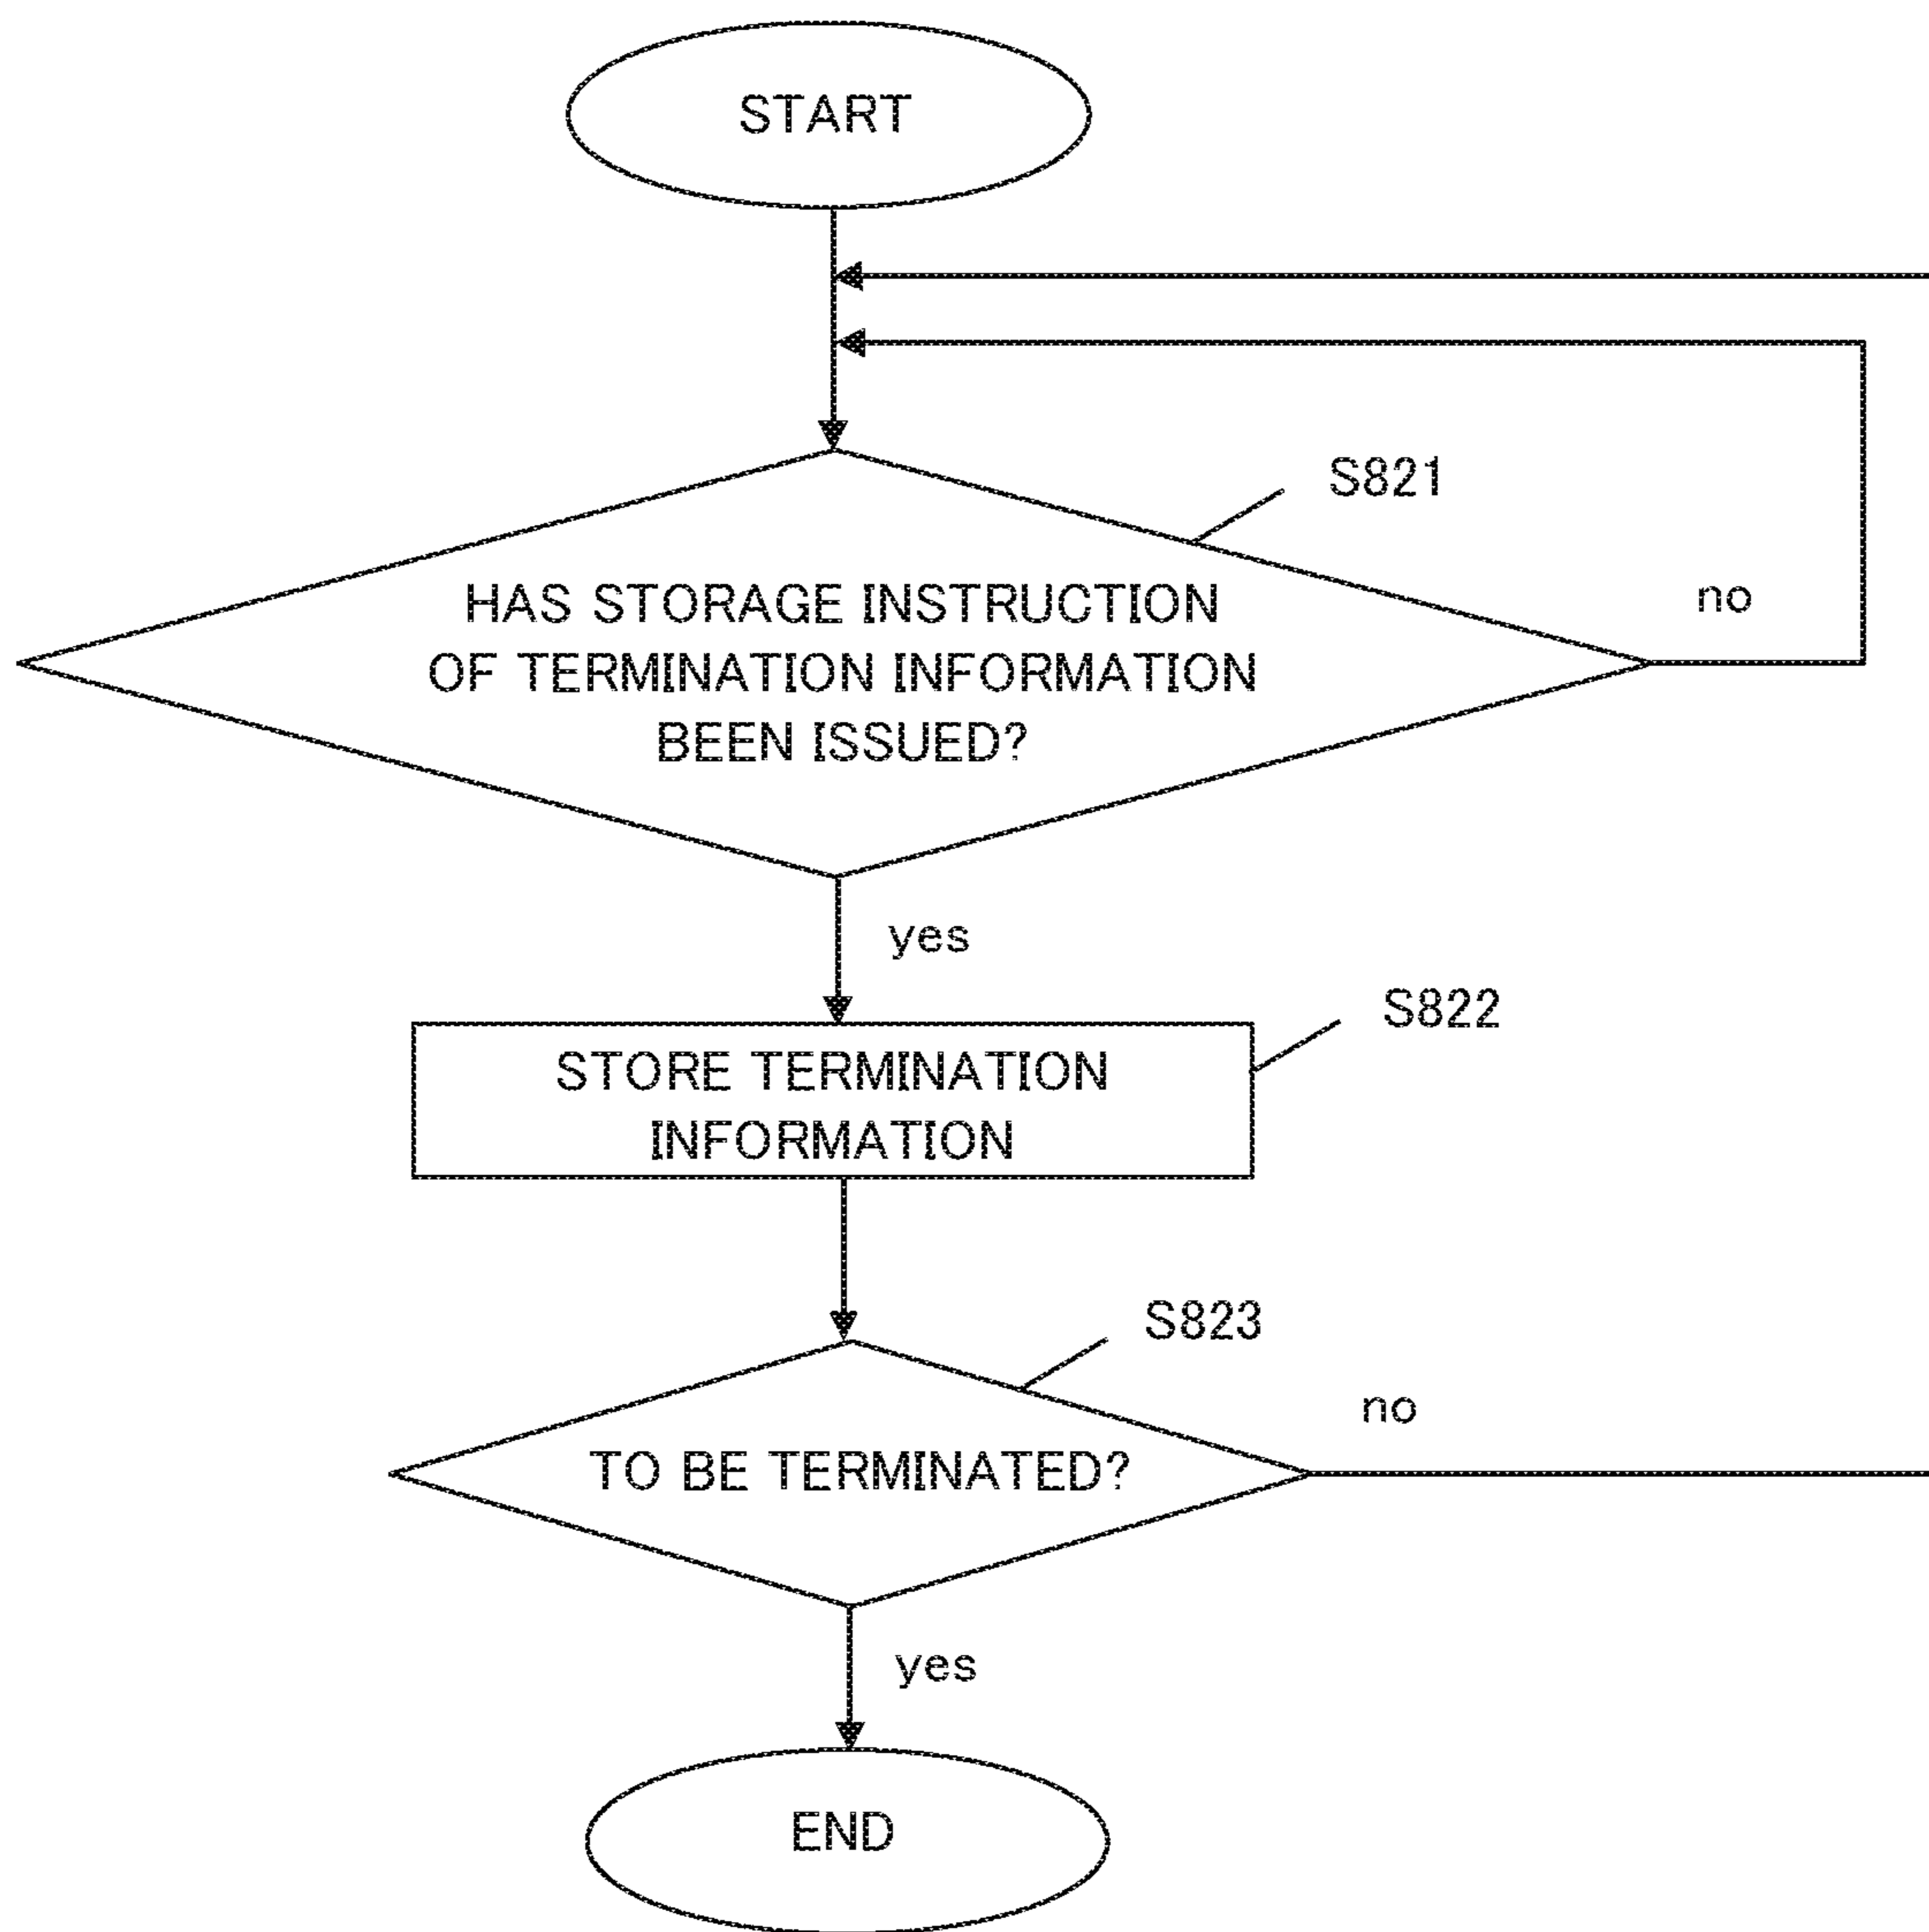 START
S821
HAS STORAGE INSTRUCTION
OF TERMINATION INFORMATION
BEEN ISSUED?
no
yes
S822
STORE TERMINATION
INFORMATION
S823
TO BE TERMINATED?
no
yes
END